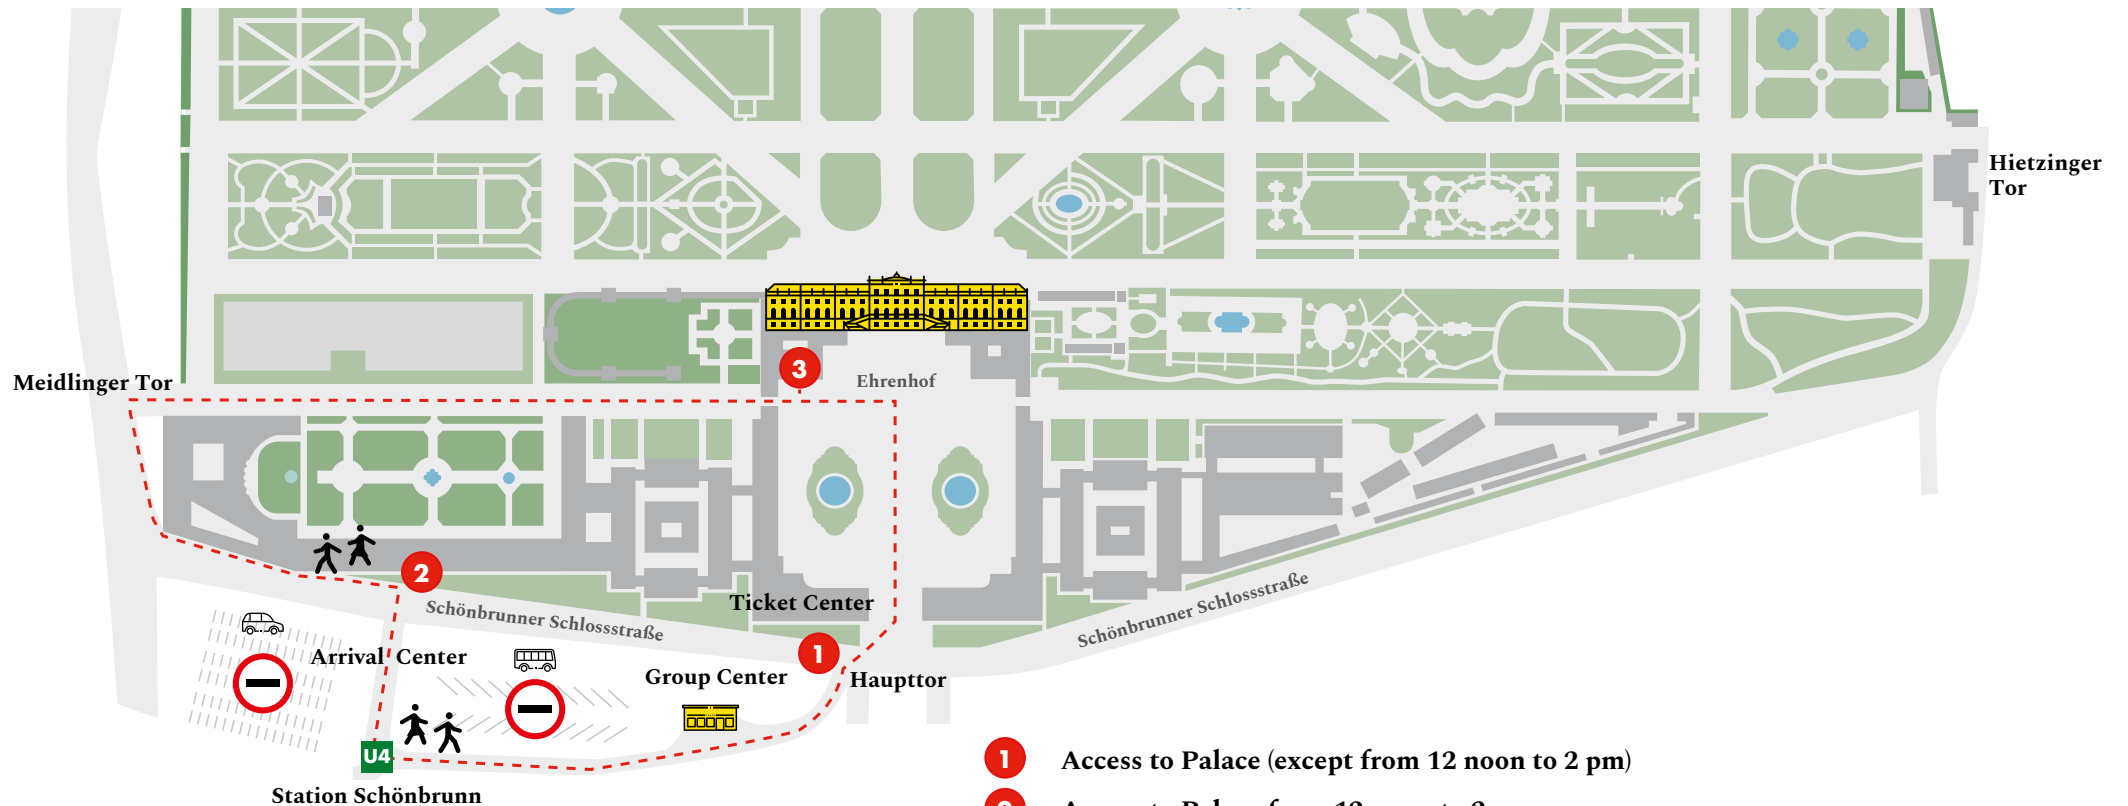 Hietzinger
Tor
Meidlinger Tor
3
Ehrenhof
2
Schönbrunner Schlossstraße
Ticket Center
Schönbrunner Schlossstraße
1
Arrival Center
Group Center
Haupttor
U4
Station Schönbrunn
1 Access to Palace (except from 12 noon to 2 pm)